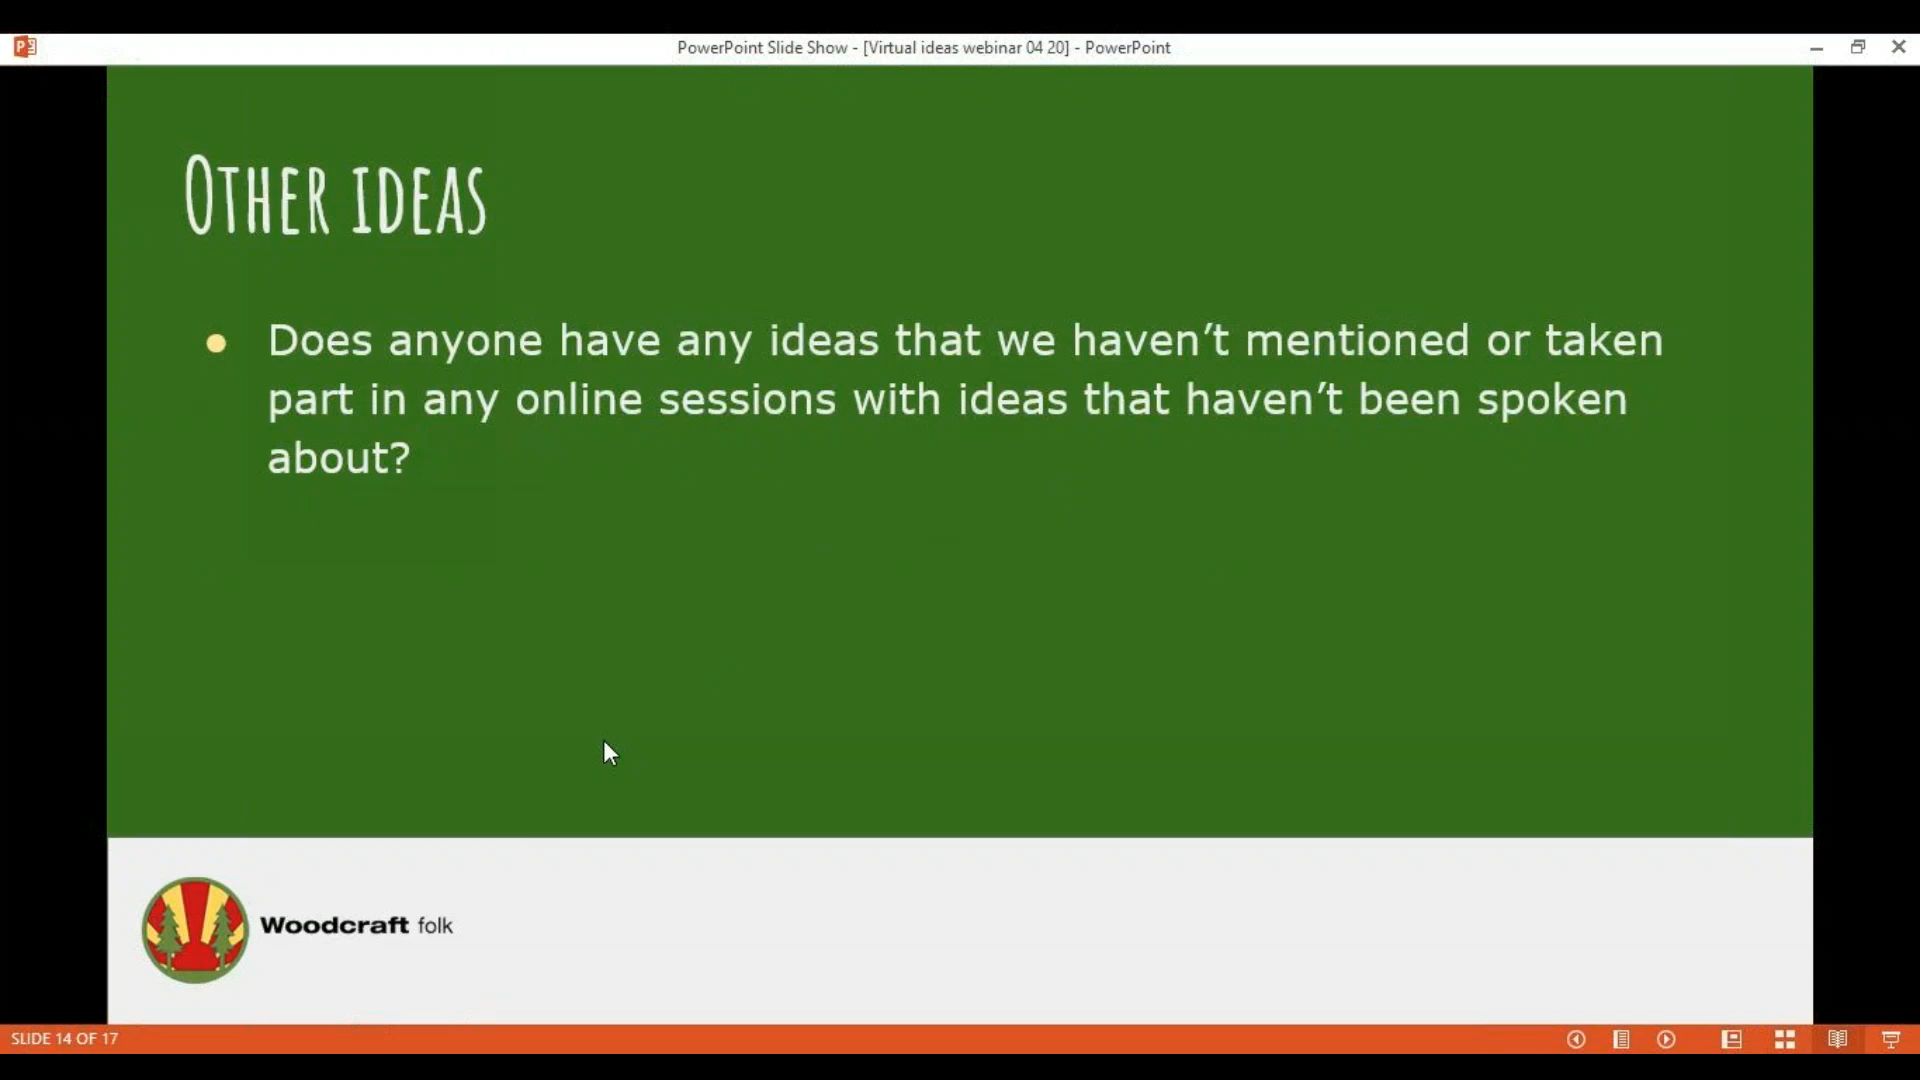 PowerPoint Slide Show - [Virtual ideas webinar 04 20] - PowerPoint
OTHER IDEAS
Does anyone have any ideas that we haven’t mentioned or taken
part in any online sessions with ideas that haven’t been spoken
about?
Woodcraft folk
SLIDE 14 OF 17